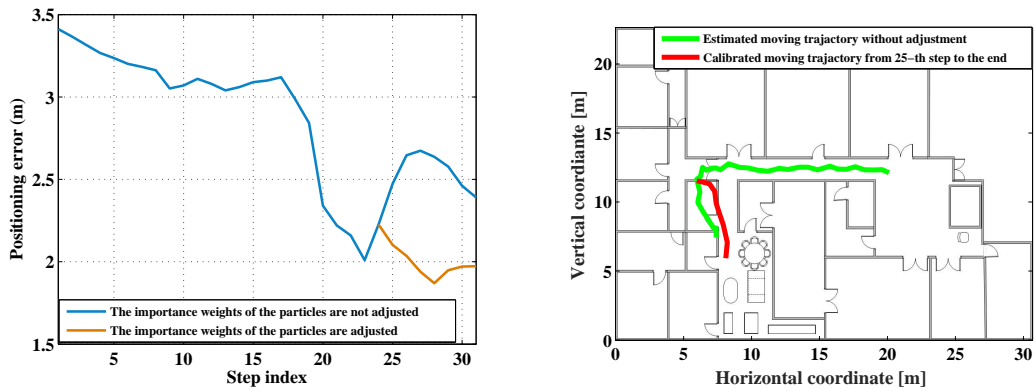 3.5
3
2.5
2
1.5
Positioning error (m)
The importance weights of the particles are not adjusted
The importance weights of the particles are adjusted
5 10 15 20 25 30
Step index
Estimated moving trajactory without adjustment
Calibrated moving trajactory from 25-th step to the end
20
15
10
5
0
Vertical coordiante [m]
0 5 10 15 20 25 30
Horizontal coordinate [m]